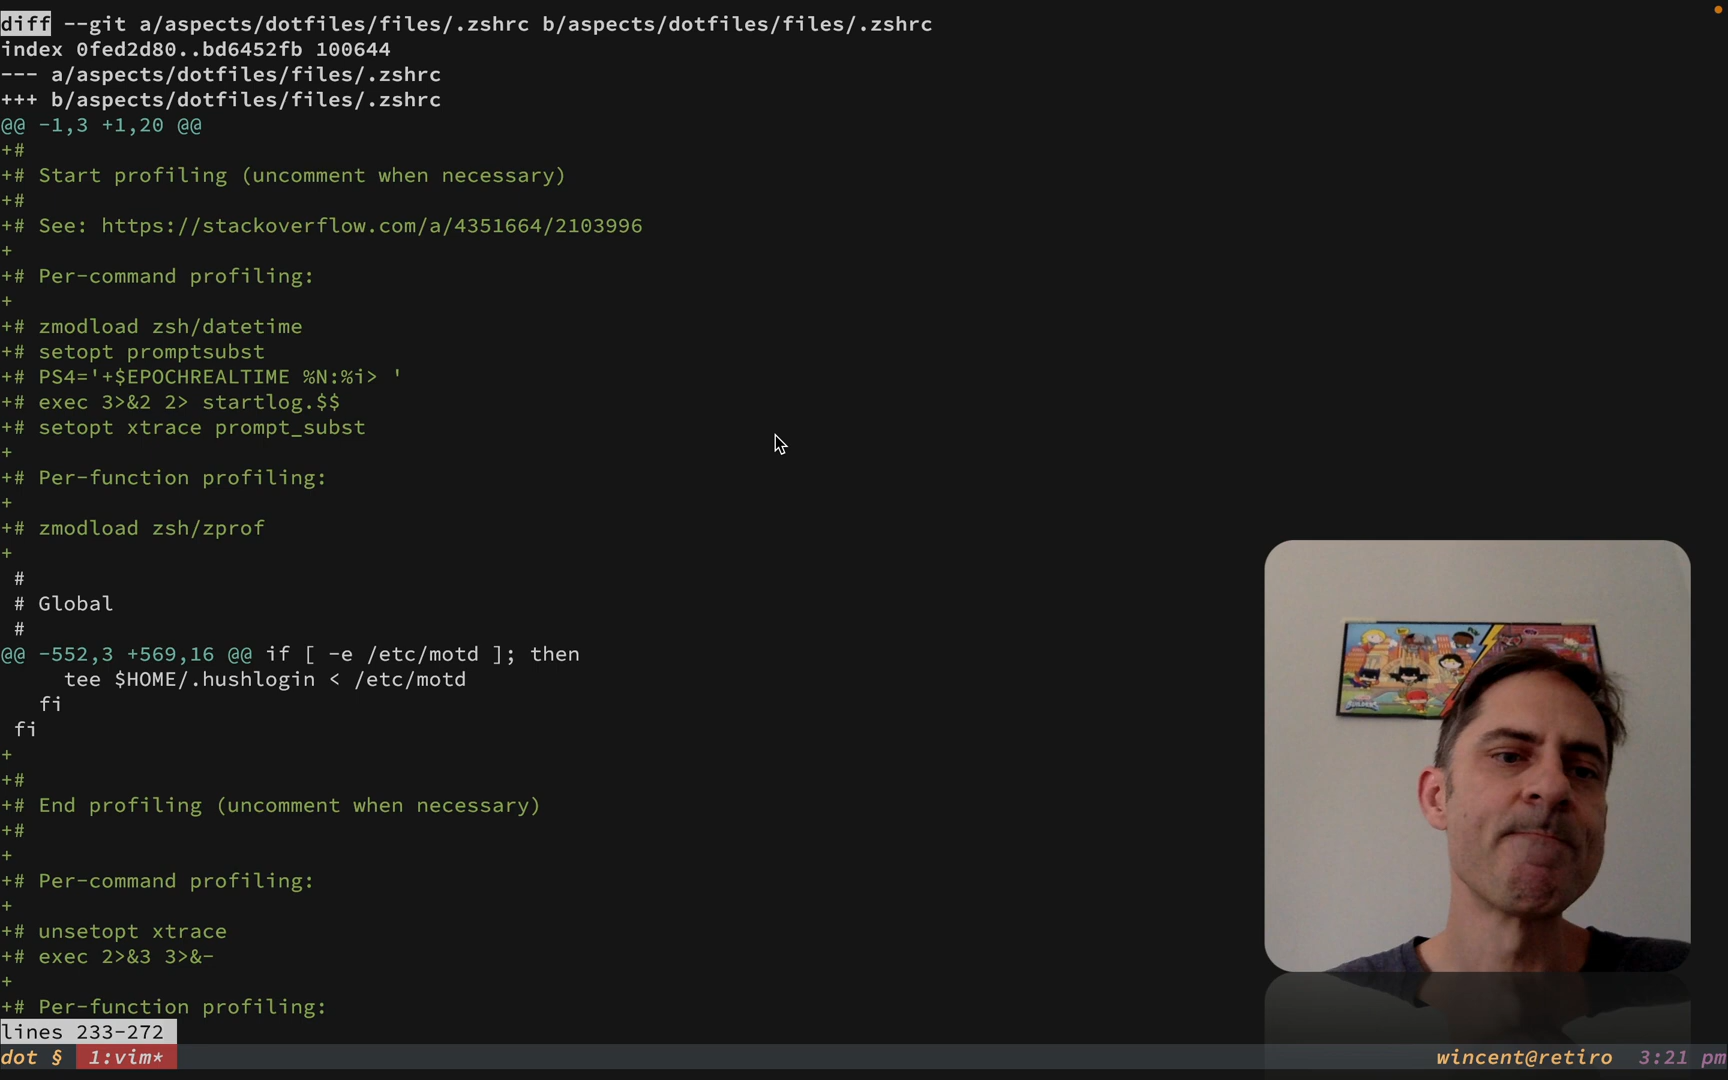 diff --git a/aspects/dotfiles/files/.zshrc b/aspects/dotfiles/files/.zshrc
index 0fed2d80..bd6452fb 100644
--- a/aspects/dotfiles/files/.zshrc
+++ b/aspects/dotfiles/files/.zshrc
@@ -1,3 +1,20 @@
+#
+# Start profiling (uncomment when necessary)
+#
+# See: https://stackoverflow.com/a/4351664/2103996
+
+# Per-command profiling:
+
+# zmodload zsh/datetime
+# setopt promptsubst
+# PS4='+$EPOCHREALTIME %N:%i> '
+# exec 3>&2 2> startlog.$$
+# setopt xtrace prompt_subst
+
+# Per-function profiling:
+
+# zmodload zsh/zprof
+
 #
 # Global
 #
@@ -552,3 +569,16 @@ if [ -e /etc/motd ]; then
     tee $HOME/.hushlogin < /etc/motd
   fi
 fi
+
+#
+# End profiling (uncomment when necessary)
+#
+
+# Per-command profiling:
+
+# unsetopt xtrace
+# exec 2>&3 3>&-
+
+# Per-function profiling:
lines 233-272
dot § 1:vim* wincent@retiro 3:21 pm